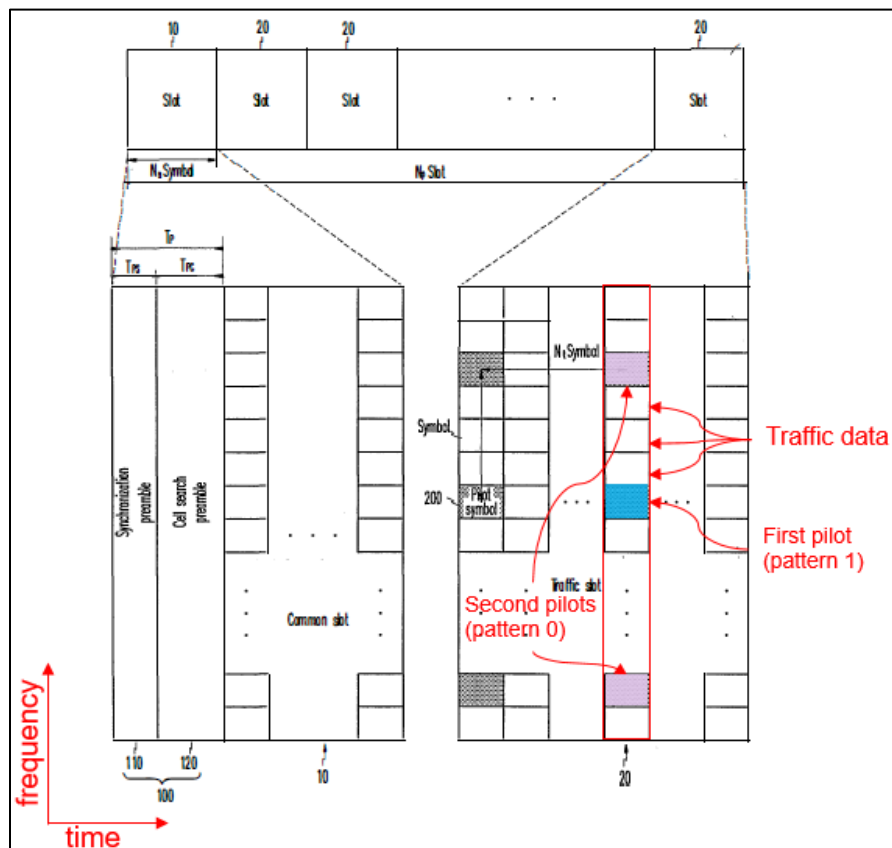 10 20 20 20
Slot Slot Slot . . . Slot
Ns Symbol Np Slot
Tp
TPS TPC
Nt Symbol
Symbol
Traffic data
200 Pilot symbol . . . . . .
First pilot
(pattern 1)
Synchronization
preamble
Cell search
preamble
. . .
Traffic slot
Second pilots
(pattern 0)
Common slot
frequency
110 120
100
10
20
time